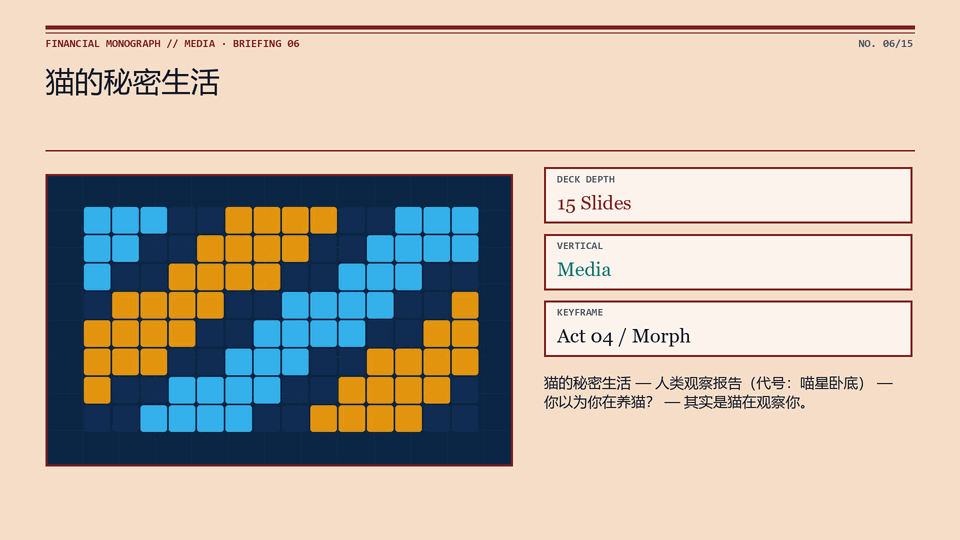 FINANCIAL MONOGRAPH // MEDIA · BRIEFING 06
NO. 06/15
猫的秘密生活
DECK DEPTH
15 Slides
VERTICAL
Media
KEYFRAME
Act 04 / Morph
猫的秘密生活 — 人类观察报告（代号：喵星卧底） —
你以为你在养猫？ — 其实是猫在观察你。